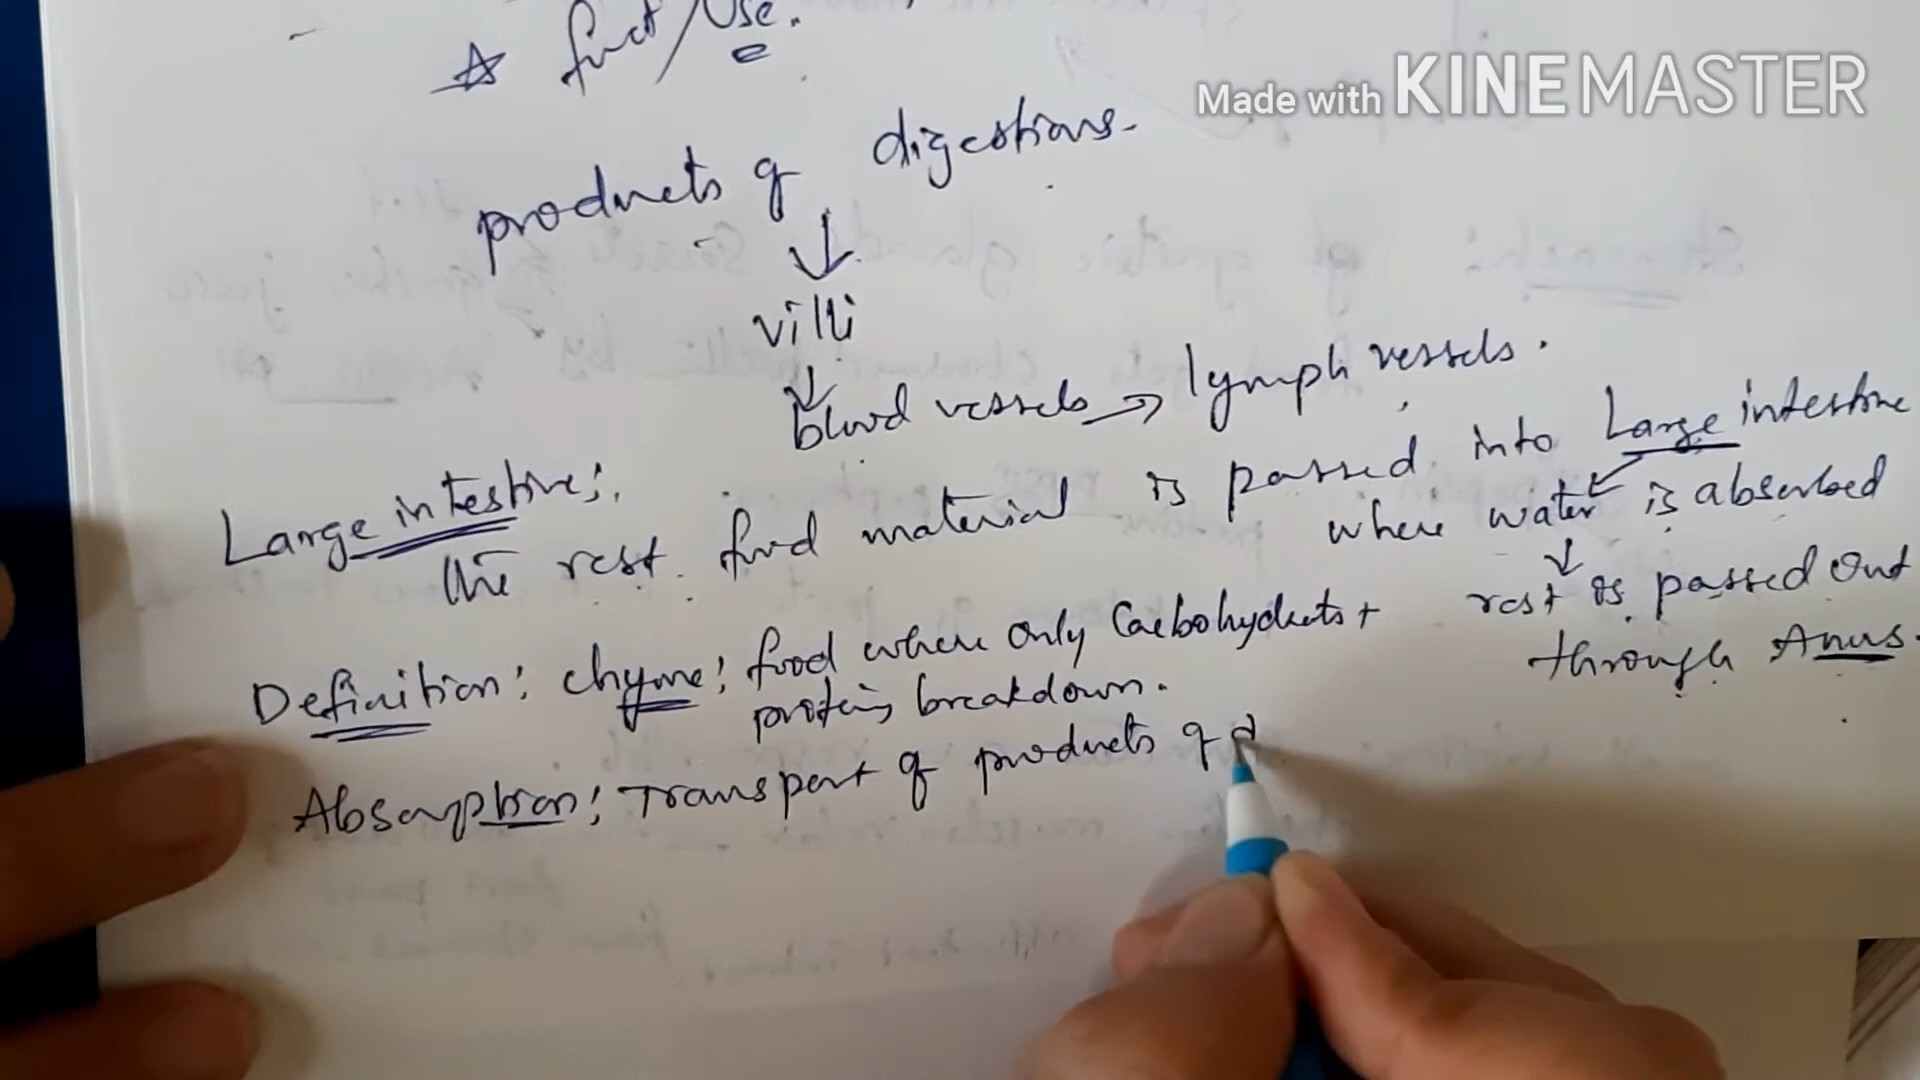 ☆ funct/Use.
Made with KINEMASTER
products of digestions.
↓
villi
↓
blood vessels → lymph vessels.
Large intestine:
the rest food material is passed into Large intestine
where water is absorbed
↓
rest is passed out
through Anus.
Definition: chyme: food where only Carbohydrets +
proteins breakdown.
Absorption: Transport of products of d